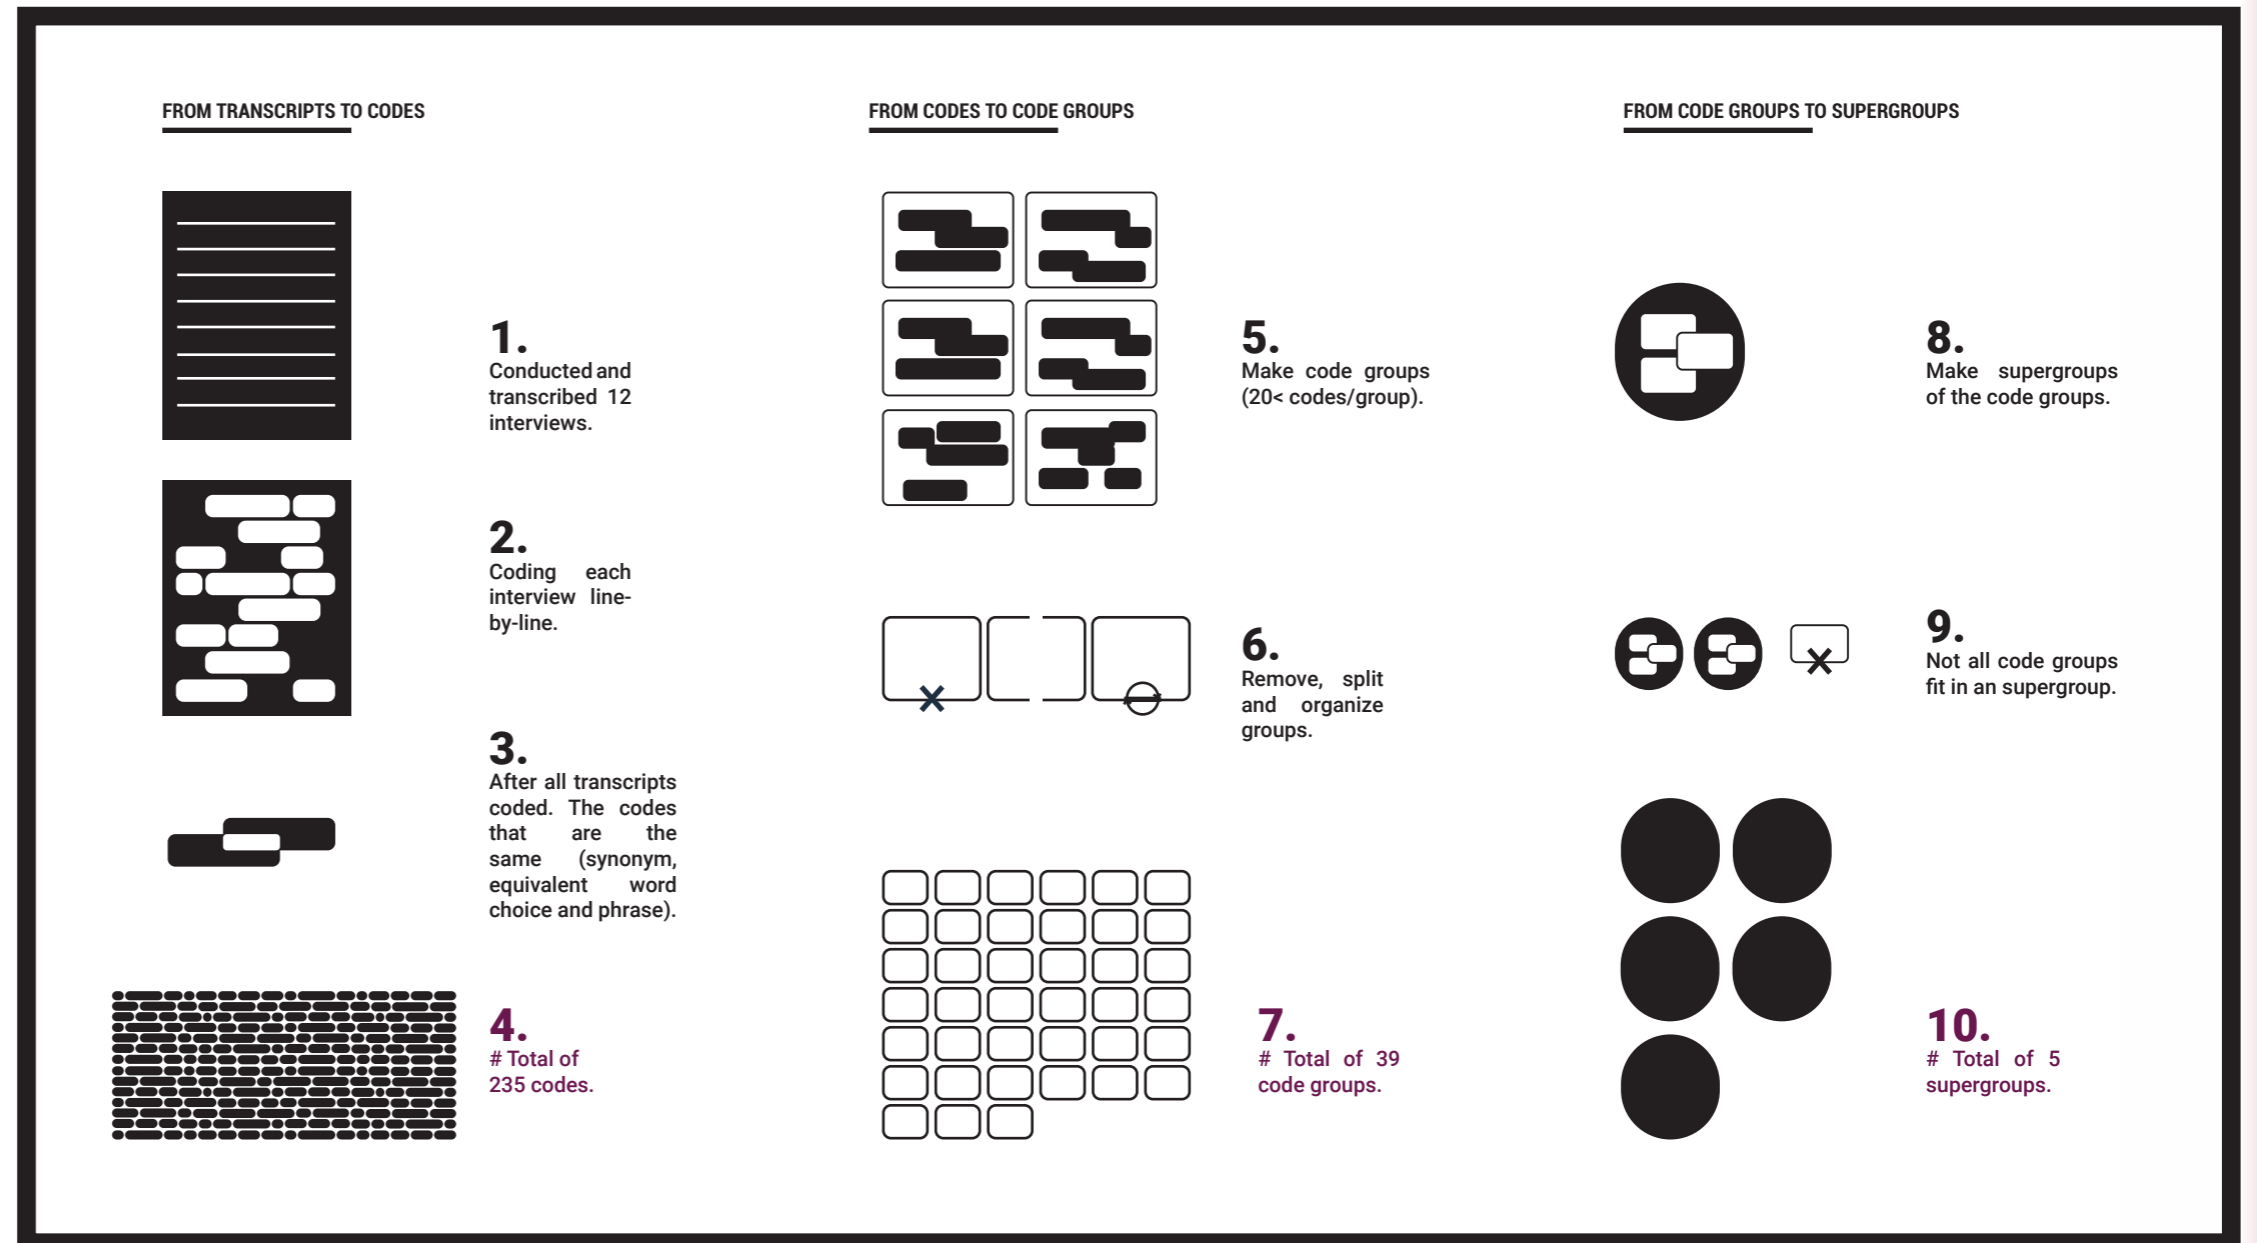 FROM TRANSCRIPTS TO CODES
1.
Conducted and
transcribed 12
interviews.
2.
Coding each
interview line-
by-line.
3.
After all transcripts
coded. The codes
that are the
same (synonym,
equivalent word
choice and phrase).
4.
# Total of
235 codes.
FROM CODES TO CODE GROUPS
5.
Make code groups
(20< codes/group).
6.
Remove, split
and organize
groups.
7.
# Total of 39
code groups.
FROM CODE GROUPS TO SUPERGROUPS
8.
Make supergroups
of the code groups.
9.
Not all code groups
fit in an supergroup.
10.
# Total of 5
supergroups.